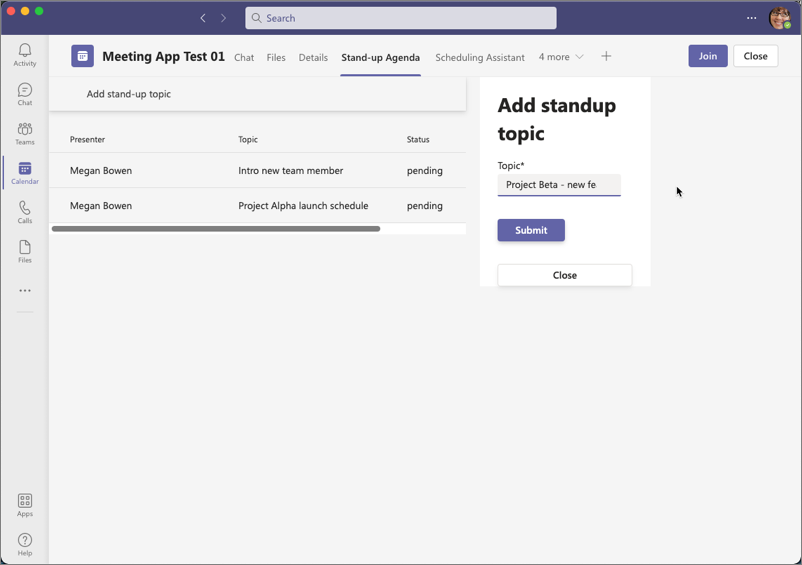 Search
Activity
Chat
Teams
Calendar
Calls
Files
Apps
Help
Meeting App Test 01 Chat Files Details Stand-up Agenda Scheduling Assistant 4 more Join Close
Add stand-up topic
Presenter Topic Status
Megan Bowen Intro new team member pending
Megan Bowen Project Alpha launch schedule pending
Add standup
topic
Topic*
Project Beta - new fe
Submit
Close